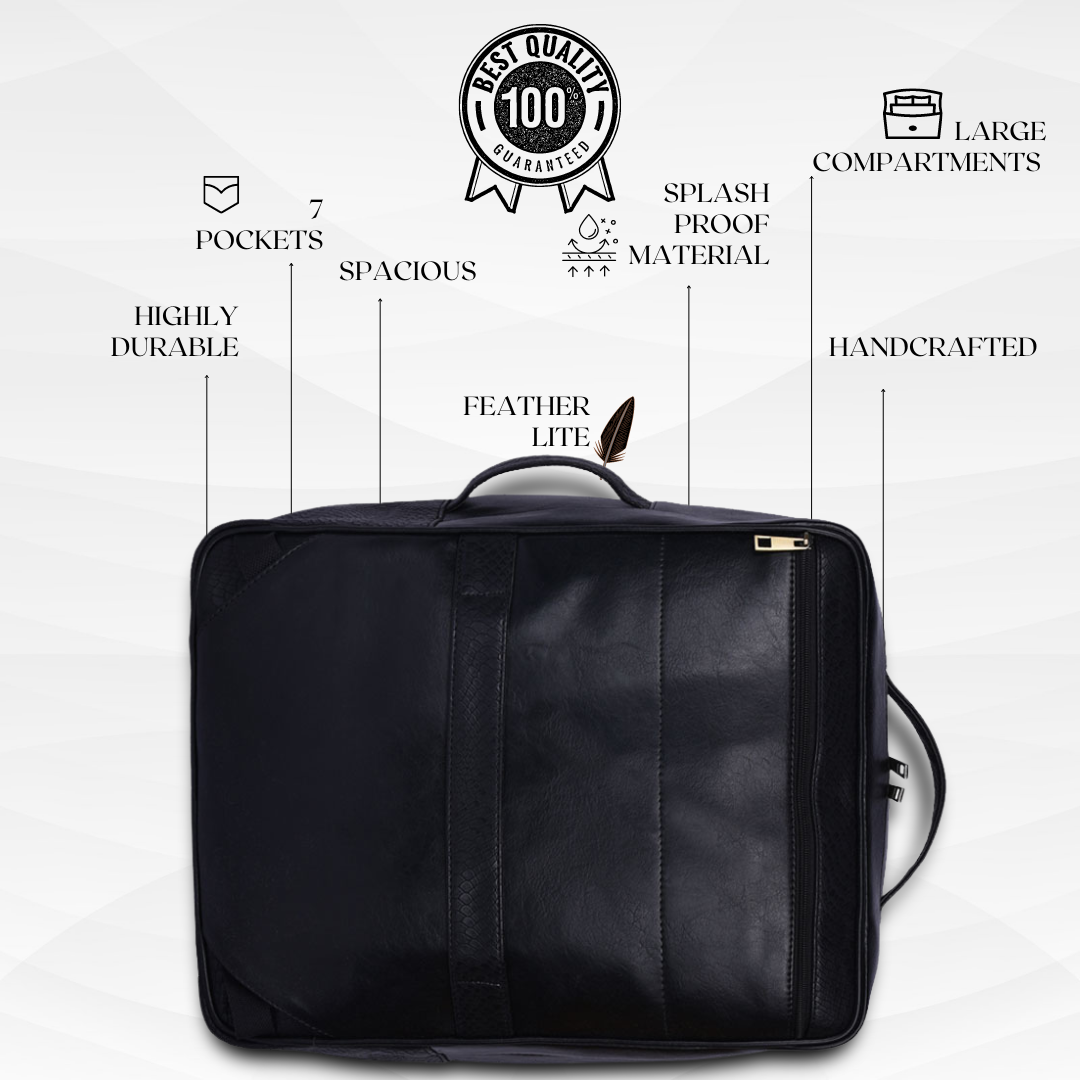 BEST QUALITY
100%
GUARANTEED
LARGE
COMPARTMENTS
7
POCKETS
SPLASH
PROOF
MATERIAL
SPACIOUS
HIGHLY
DURABLE
HANDCRAFTED
FEATHER
LITE